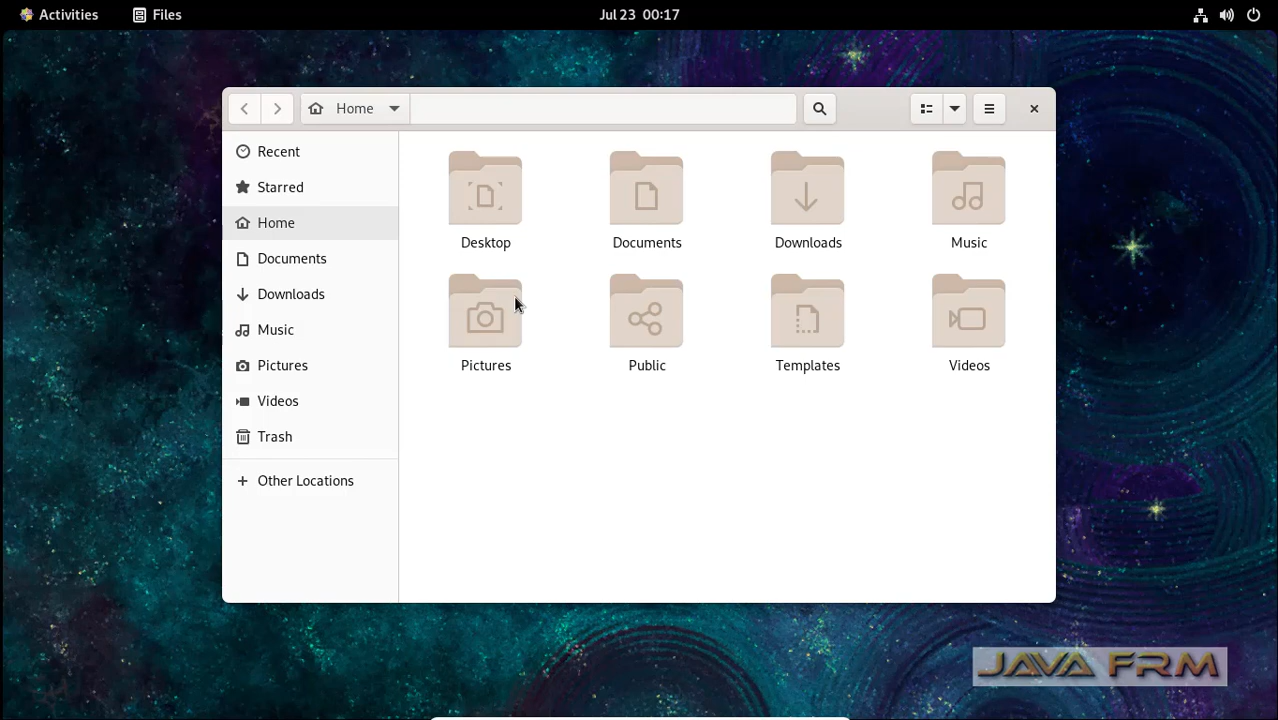 Activities Files Jul 23 00:17
Home
Recent
Starred
Home
Documents
Downloads
Music
Pictures
Videos
Trash
Other Locations
Desktop Documents Downloads Music
Pictures Public Templates Videos
JAVA FRM